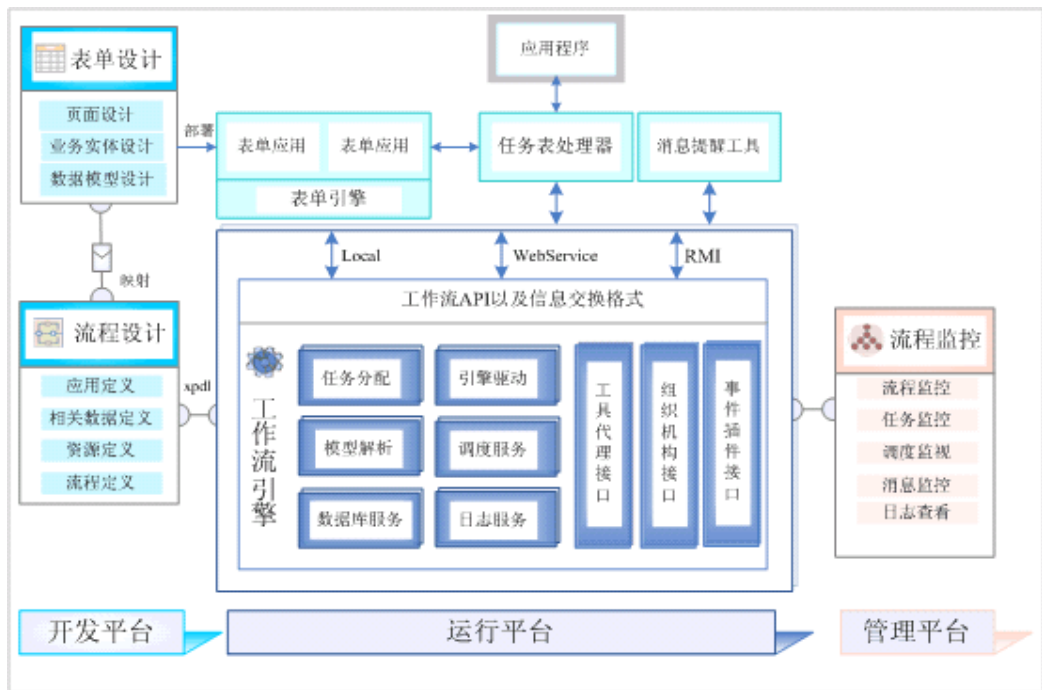 表单设计
页面设计
业务实体设计
数据模型设计
部署
映射
流程设计
应用定义
相关数据定义
资源定义
流程定义
xpdl
应用程序
表单应用
表单应用
表单引擎
任务表处理器
消息提醒工具
Local
WebService
RMI
工作流API以及信息交换格式
工作流引擎
任务分配
引擎驱动
模型解析
调度服务
数据库服务
日志服务
工具代理接口
组织机构接口
事件插件接口
流程监控
流程监控
任务监控
调度监视
消息监控
日志查看
开发平台
运行平台
管理平台